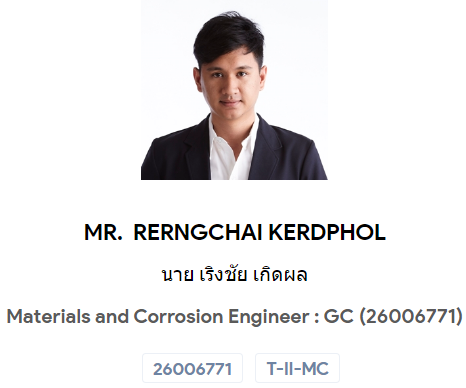 MR. RERNGCHAI KERDPHOL
นาย เริงชัย เกิดผล
Materials and Corrosion Engineer : GC (26006771)
26006771 T-II-MC